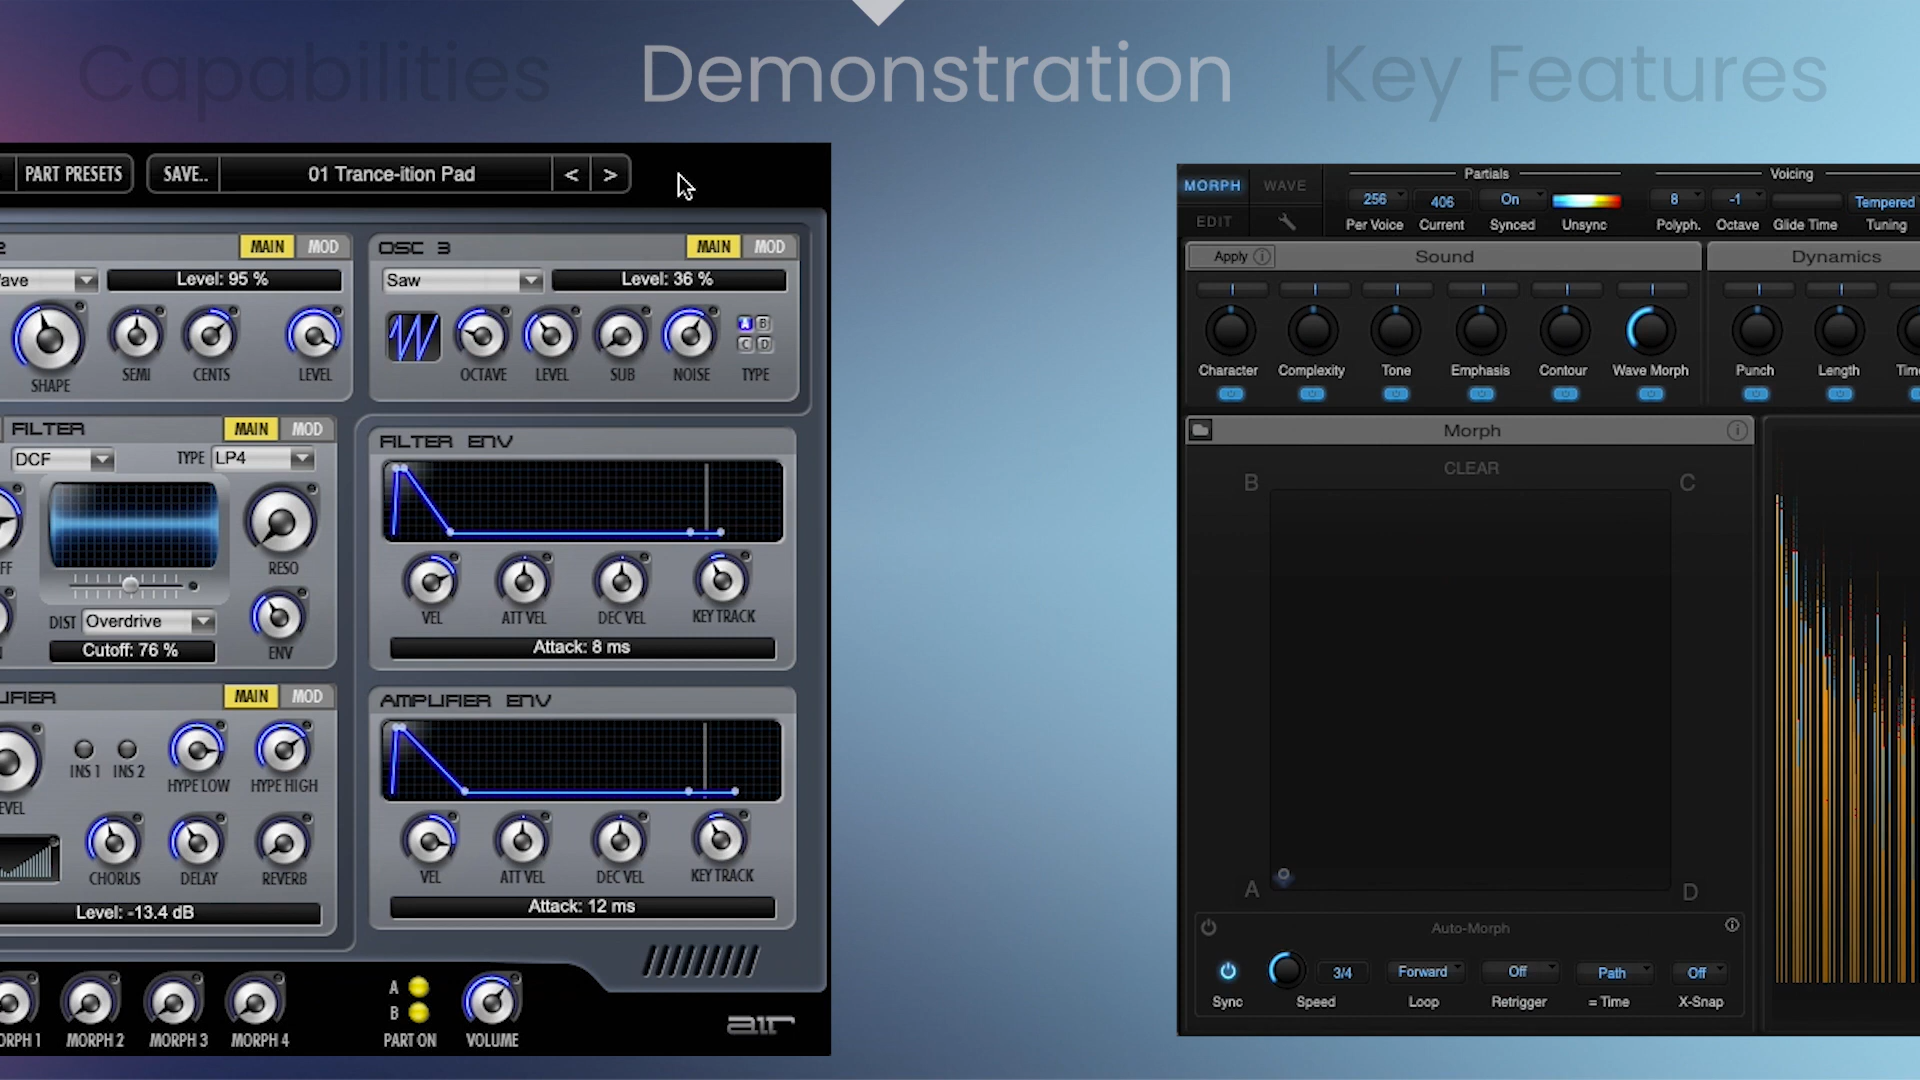 Capabilities Demonstration Key Features
PART PRESETS SAVE.. 01 Trance-ition Pad < >
MAIN MOD
Level: 95 %
SHAPE SEMI CENTS LEVEL
OSC 3 MAIN MOD
Saw Level: 36 %
A B
C D
OCTAVE LEVEL SUB NOISE TYPE
FILTER MAIN MOD
DCF TYPE LP4
RESO
DIST Overdrive
Cutoff: 76 %
ENV
FILTER ENV
VEL ATT VEL DEC VEL KEY TRACK
Attack: 8 ms
MAIN MOD
INS 1 INS 2 HYPE LOW HYPE HIGH
CHORUS DELAY REVERB
Level: -13.4 dB
AMPLIFIER ENV
VEL ATT VEL DEC VEL KEY TRACK
Attack: 12 ms
MORPH 2 MORPH 3 MORPH 4
A
B
PART ON VOLUME
air
MORPH WAVE
EDIT
Partials
256 406 On
Per Voice Current Synced Unsync
Voicing
8 -1 Tempered
Polyph. Octave Glide Time Tuning
Apply Sound
Character Complexity Tone Emphasis Contour Wave Morph
Dynamics
Punch Length
Morph
CLEAR
B C
A D
Auto-Morph
3/4 Forward Off Path Off
Sync Speed Loop Retrigger = Time X-Snap